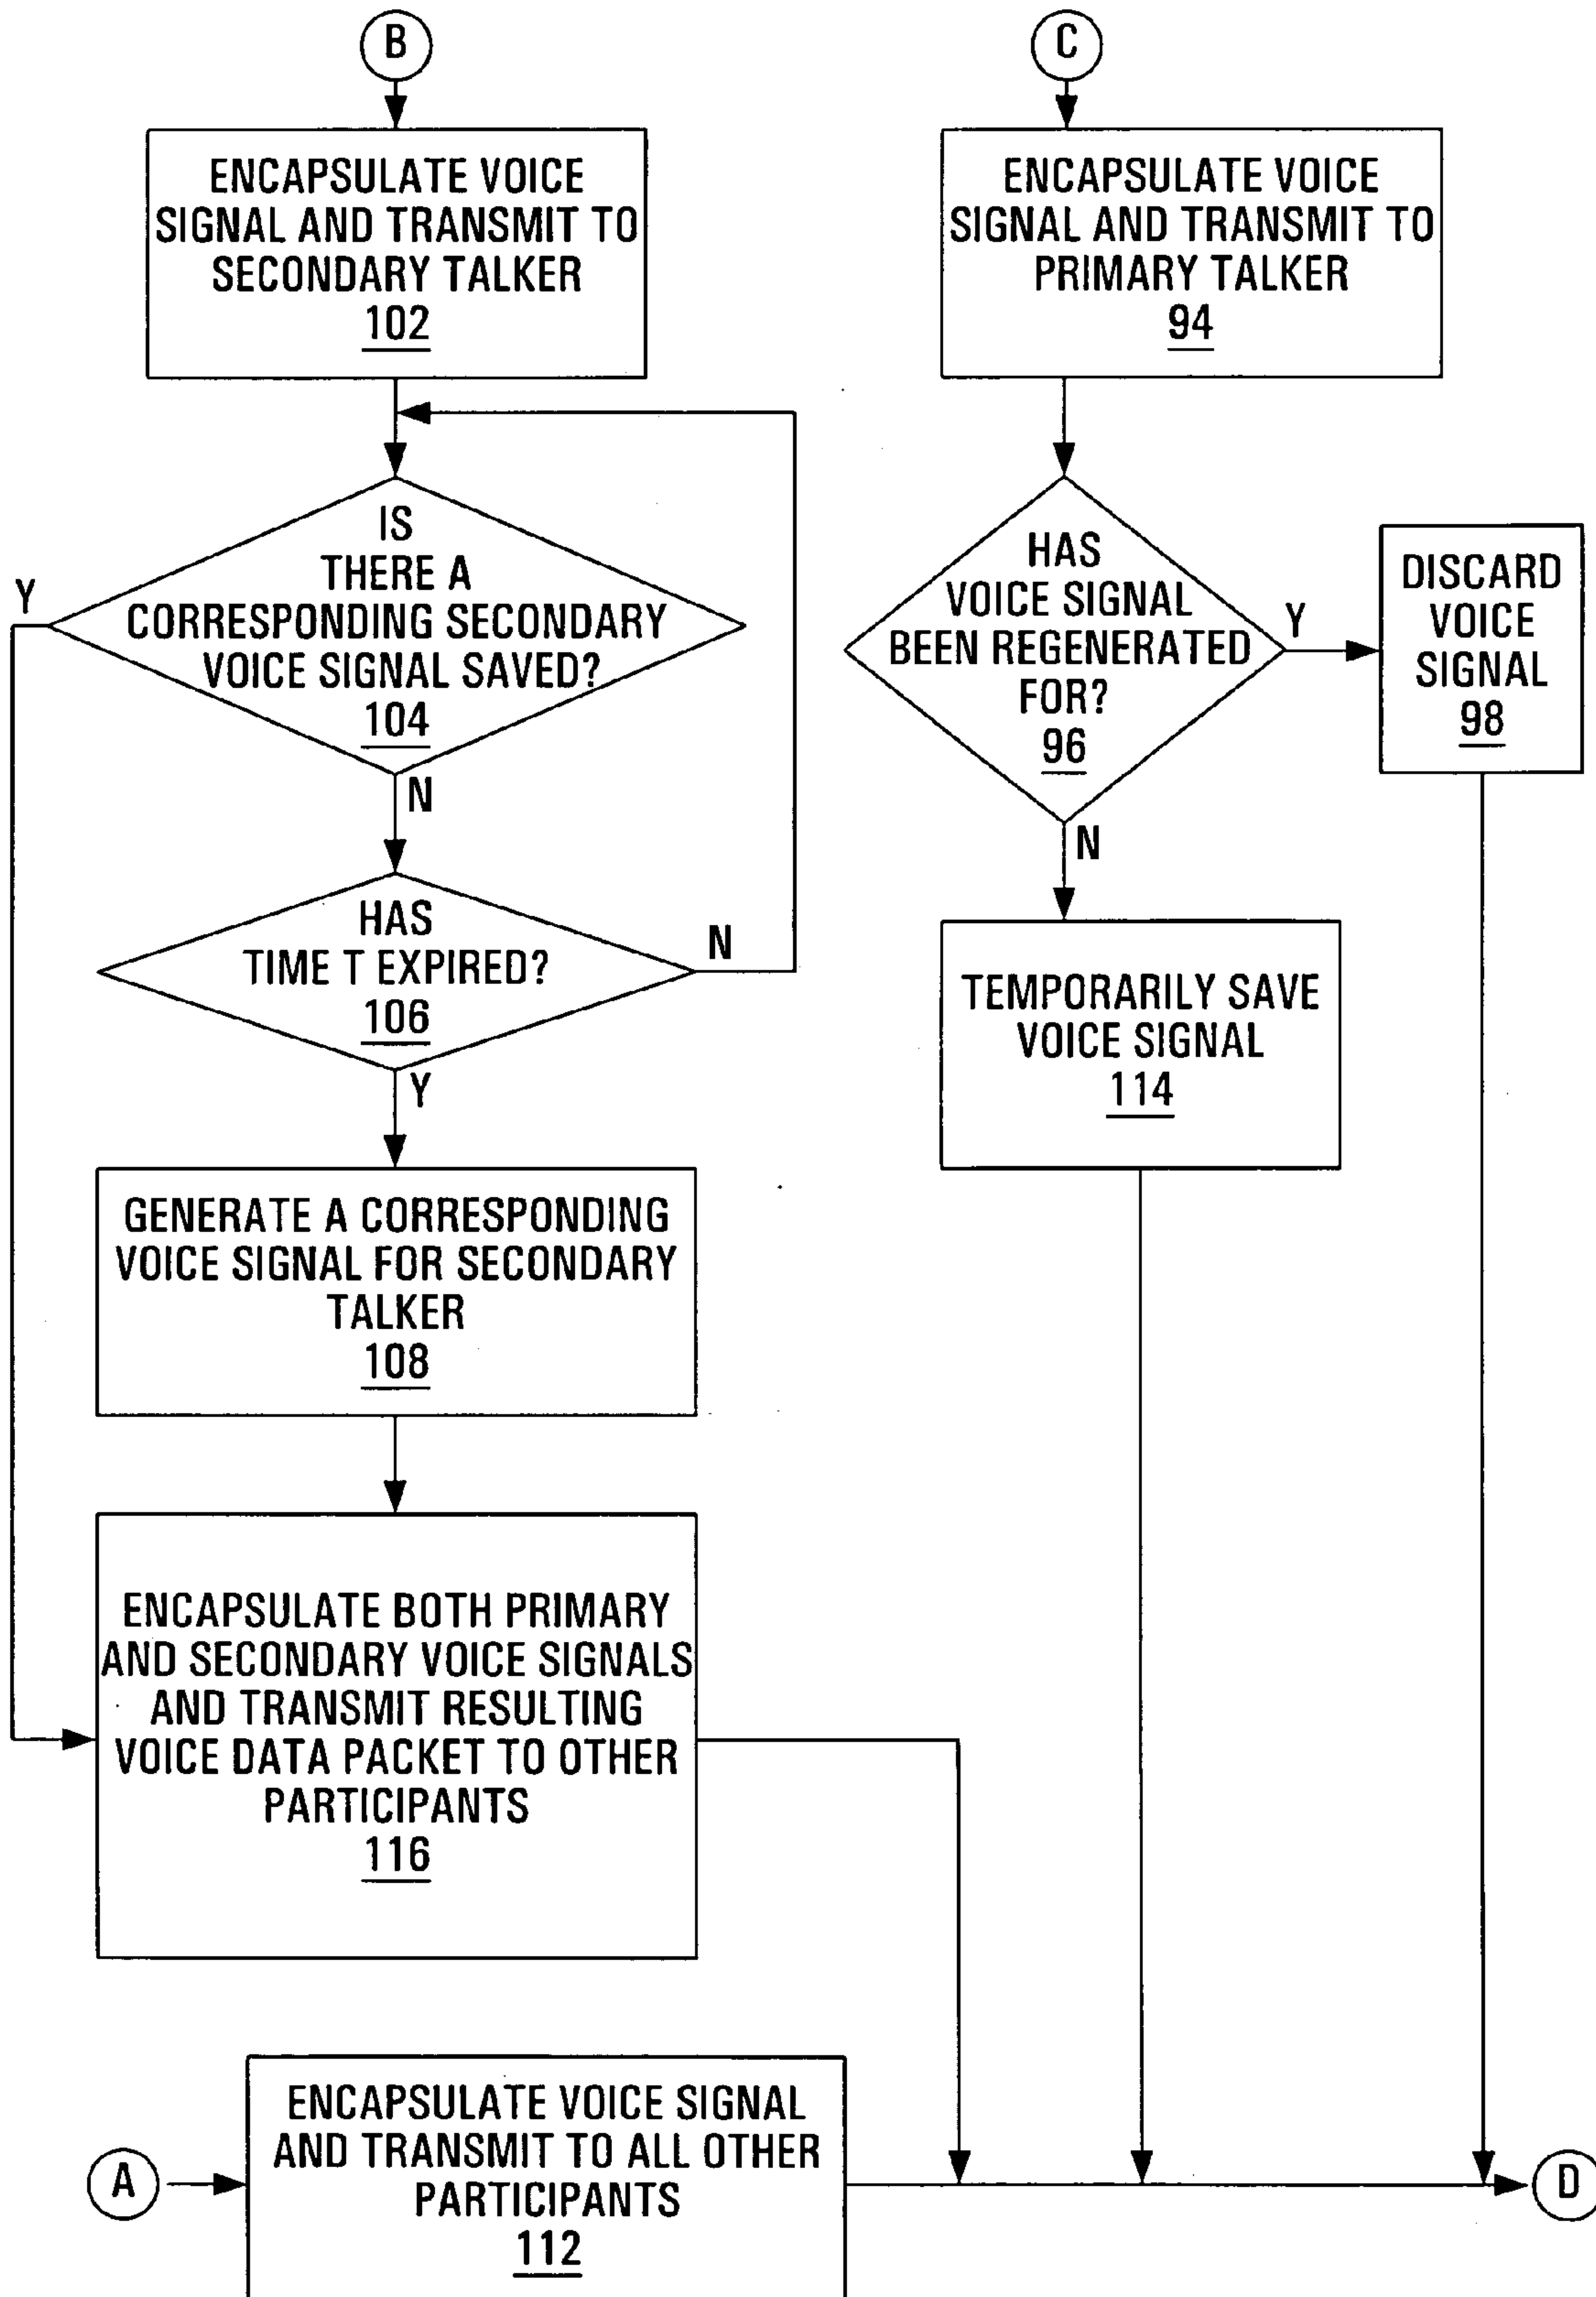 B
ENCAPSULATE VOICE
SIGNAL AND TRANSMIT TO
SECONDARY TALKER
102
IS
THERE A
CORRESPONDING SECONDARY
VOICE SIGNAL SAVED?
104
Y
N
HAS
TIME T EXPIRED?
106
N
Y
GENERATE A CORRESPONDING
VOICE SIGNAL FOR SECONDARY
TALKER
108
ENCAPSULATE BOTH PRIMARY
AND SECONDARY VOICE SIGNALS
AND TRANSMIT RESULTING
VOICE DATA PACKET TO OTHER
PARTICIPANTS
116
C
ENCAPSULATE VOICE
SIGNAL AND TRANSMIT TO
PRIMARY TALKER
94
HAS
VOICE SIGNAL
BEEN REGENERATED
FOR?
96
Y
N
DISCARD
VOICE
SIGNAL
98
TEMPORARILY SAVE
VOICE SIGNAL
114
A
ENCAPSULATE VOICE SIGNAL
AND TRANSMIT TO ALL OTHER
PARTICIPANTS
112
D